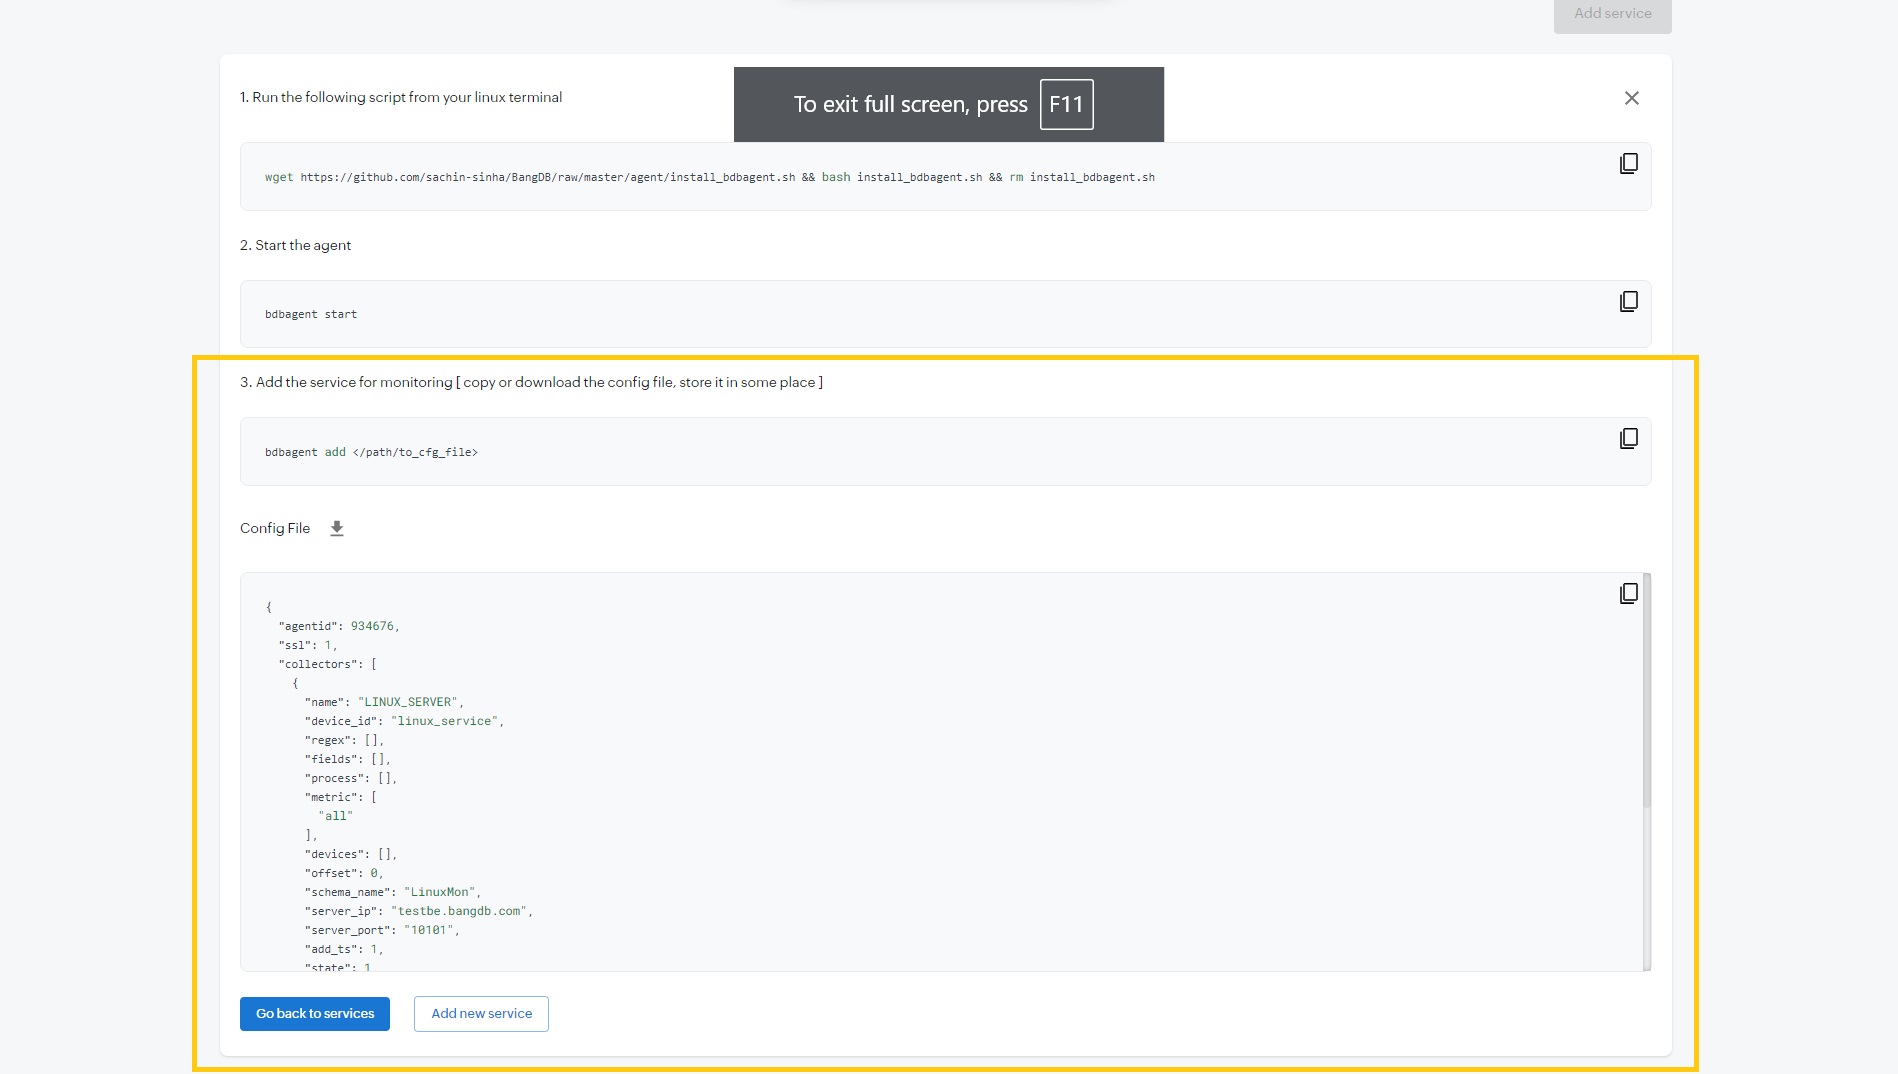 Add service
1. Run the following script from your linux terminal
To exit full screen, press F11
wget https://github.com/sachin-sinha/BangDB/raw/master/agent/install_bdbagent.sh && bash install_bdbagent.sh && rm install_bdbagent.sh
2. Start the agent
bdbagent start
3. Add the service for monitoring [ copy or download the config file, store it in some place ]
bdbagent add </path/to_cfg_file>
Config File
{
"agentid": 934676,
"ssl": 1,
"collectors": [
{
"name": "LINUX_SERVER",
"device_id": "linux_service",
"regex": [],
"fields": [],
"process": [],
"metric": [
"all"
],
"devices": [],
"offset": 0,
"schema_name": "LinuxMon",
"server_ip": "testbe.bangdb.com",
"server_port": "10101",
"add_ts": 1,
"state": 1
Go back to services
Add new service